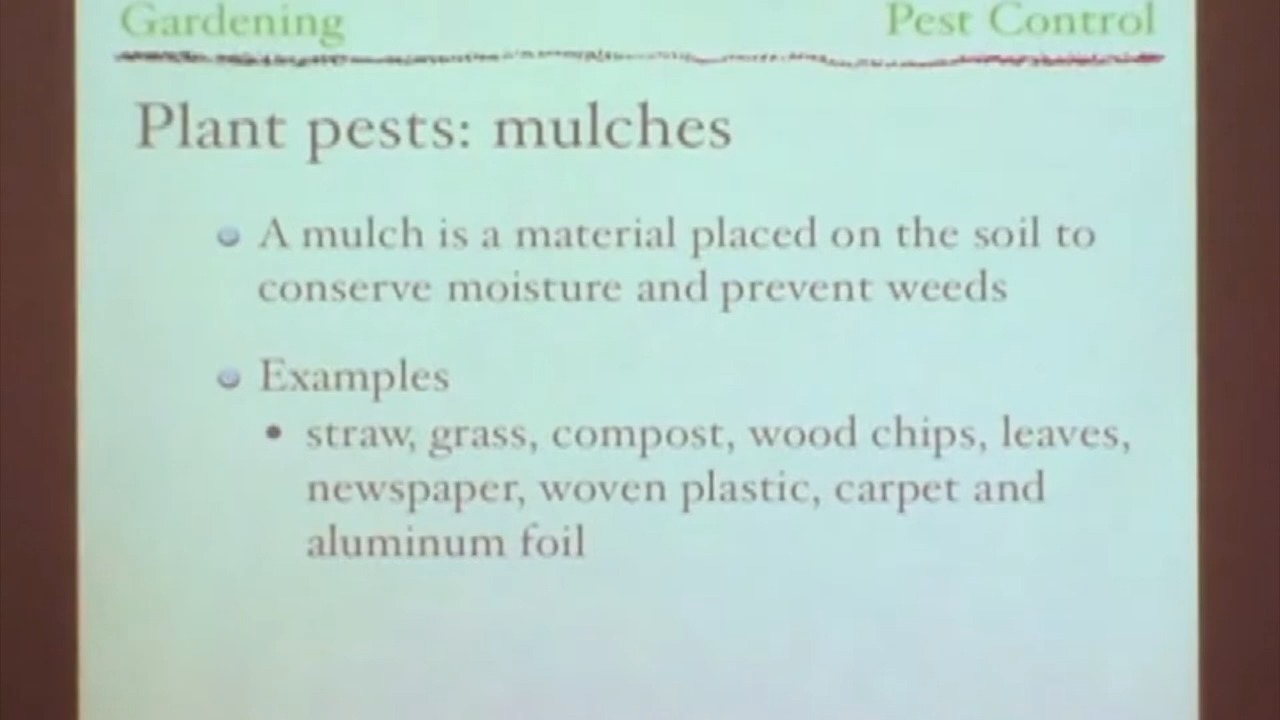 Gardening Pest Control
Plant pests: mulches
A mulch is a material placed on the soil to
conserve moisture and prevent weeds
Examples
straw, grass, compost, wood chips, leaves,
newspaper, woven plastic, carpet and
aluminum foil